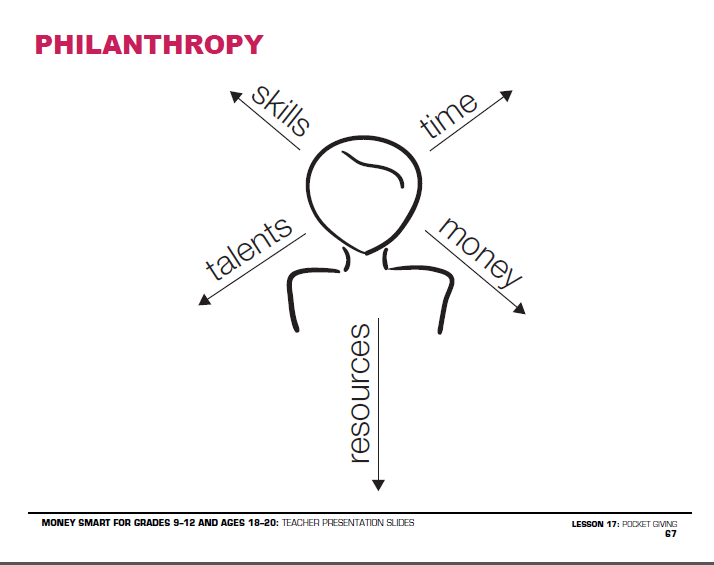 PHILANTHROPY
skills
time
talents
money
resources
MONEY SMART FOR GRADES 9-12 AND AGES 18-20: TEACHER PRESENTATION SLIDES
LESSON 17: POCKET GIVING
67